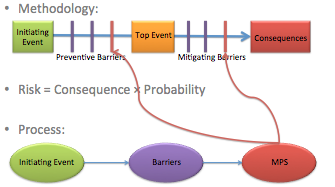 • Methodology:
Initiating
Event
Top Event
Consequences
Preventive Barriers
Mitigating Barriers
• Risk = Consequence × Probability
• Process:
Initiating Event
Barriers
MPS